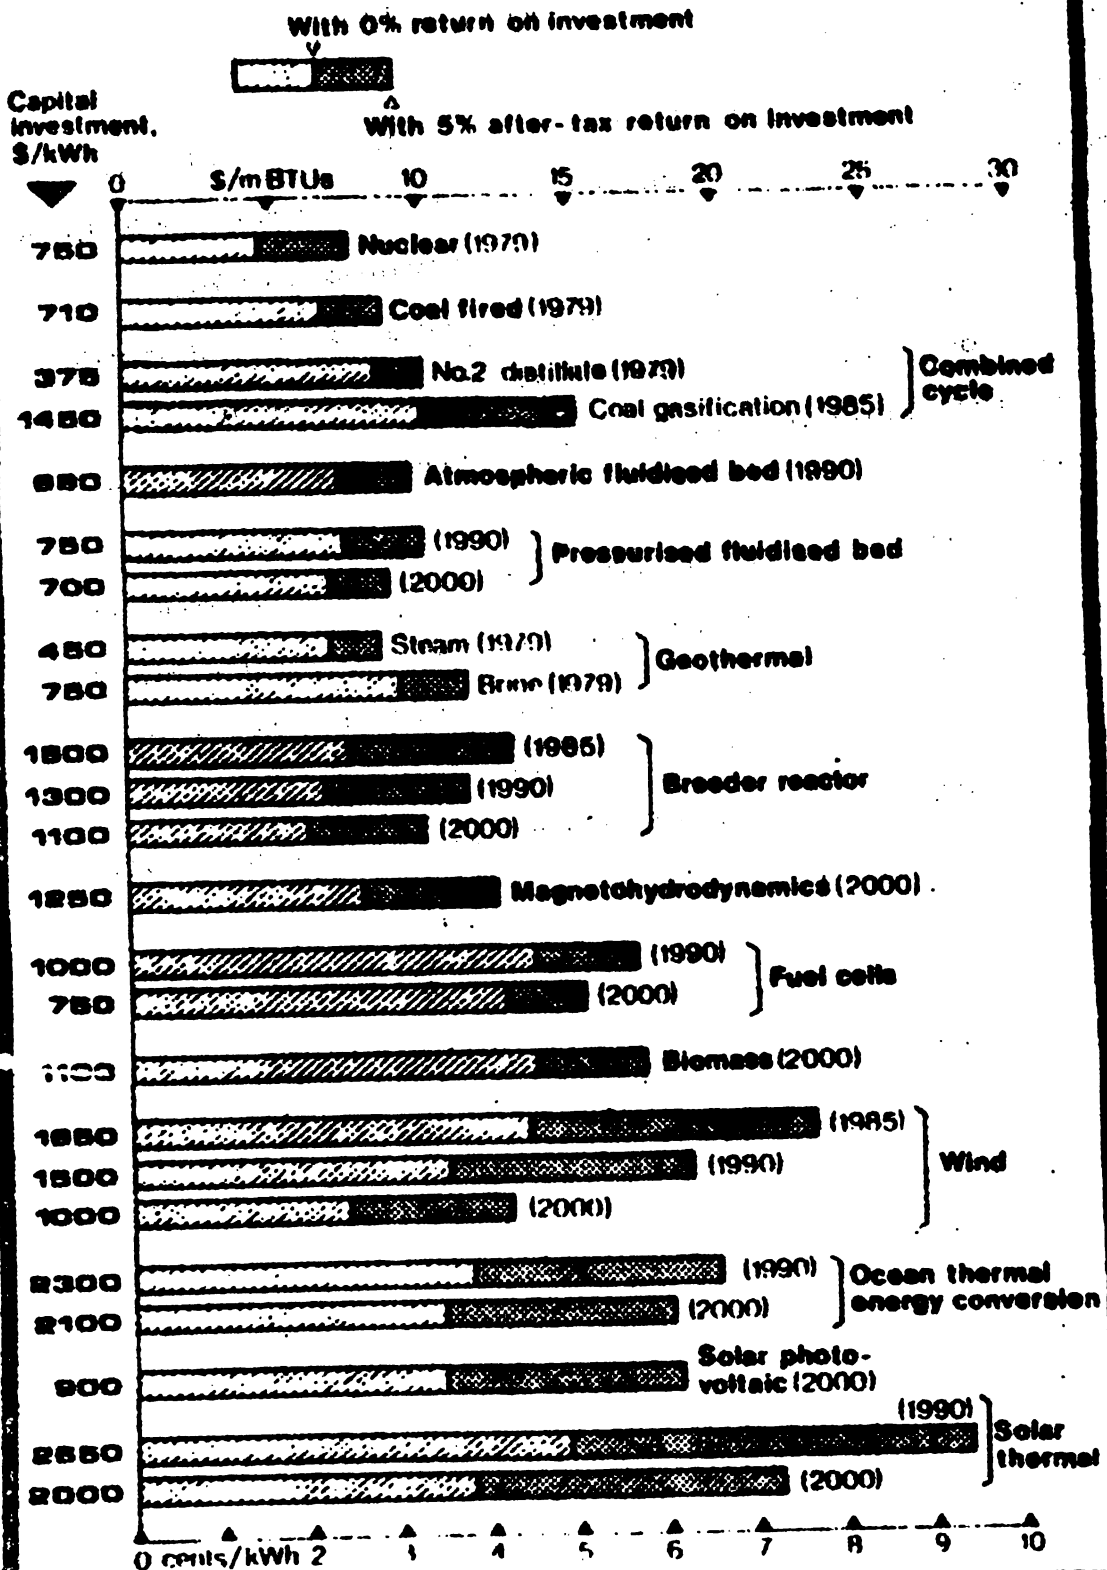 With 0% return on investment
Capital
investment,
$/kWh
With 5% after-tax return on investment
0 $/mBTUs 10 15 20 25 30
750 Nuclear (1979)
710 Coal fired (1979)
375 No.2 distillate (1979)
1450 Coal gasification (1985)
Combined
cycle
680 Atmospheric fluidised bed (1990)
750 (1990)
700 (2000)
Pressurised fluidised bed
450 Steam (1979)
750 Brine (1979)
Geothermal
1500 (1985)
1300 (1990)
1100 (2000)
Breeder reactor
1250 Magnetohydrodynamics (2000)
1000 (1990)
750 (2000)
Fuel cells
1100 Biomass (2000)
1850 (1985)
1500 (1990)
1000 (2000)
Wind
2300 (1990)
2100 (2000)
Ocean thermal
energy conversion
900 Solar photo-
voltaic (2000)
2550 (1990)
2000 (2000)
Solar
thermal
0 cents/kWh 2 3 4 5 6 7 8 9 10